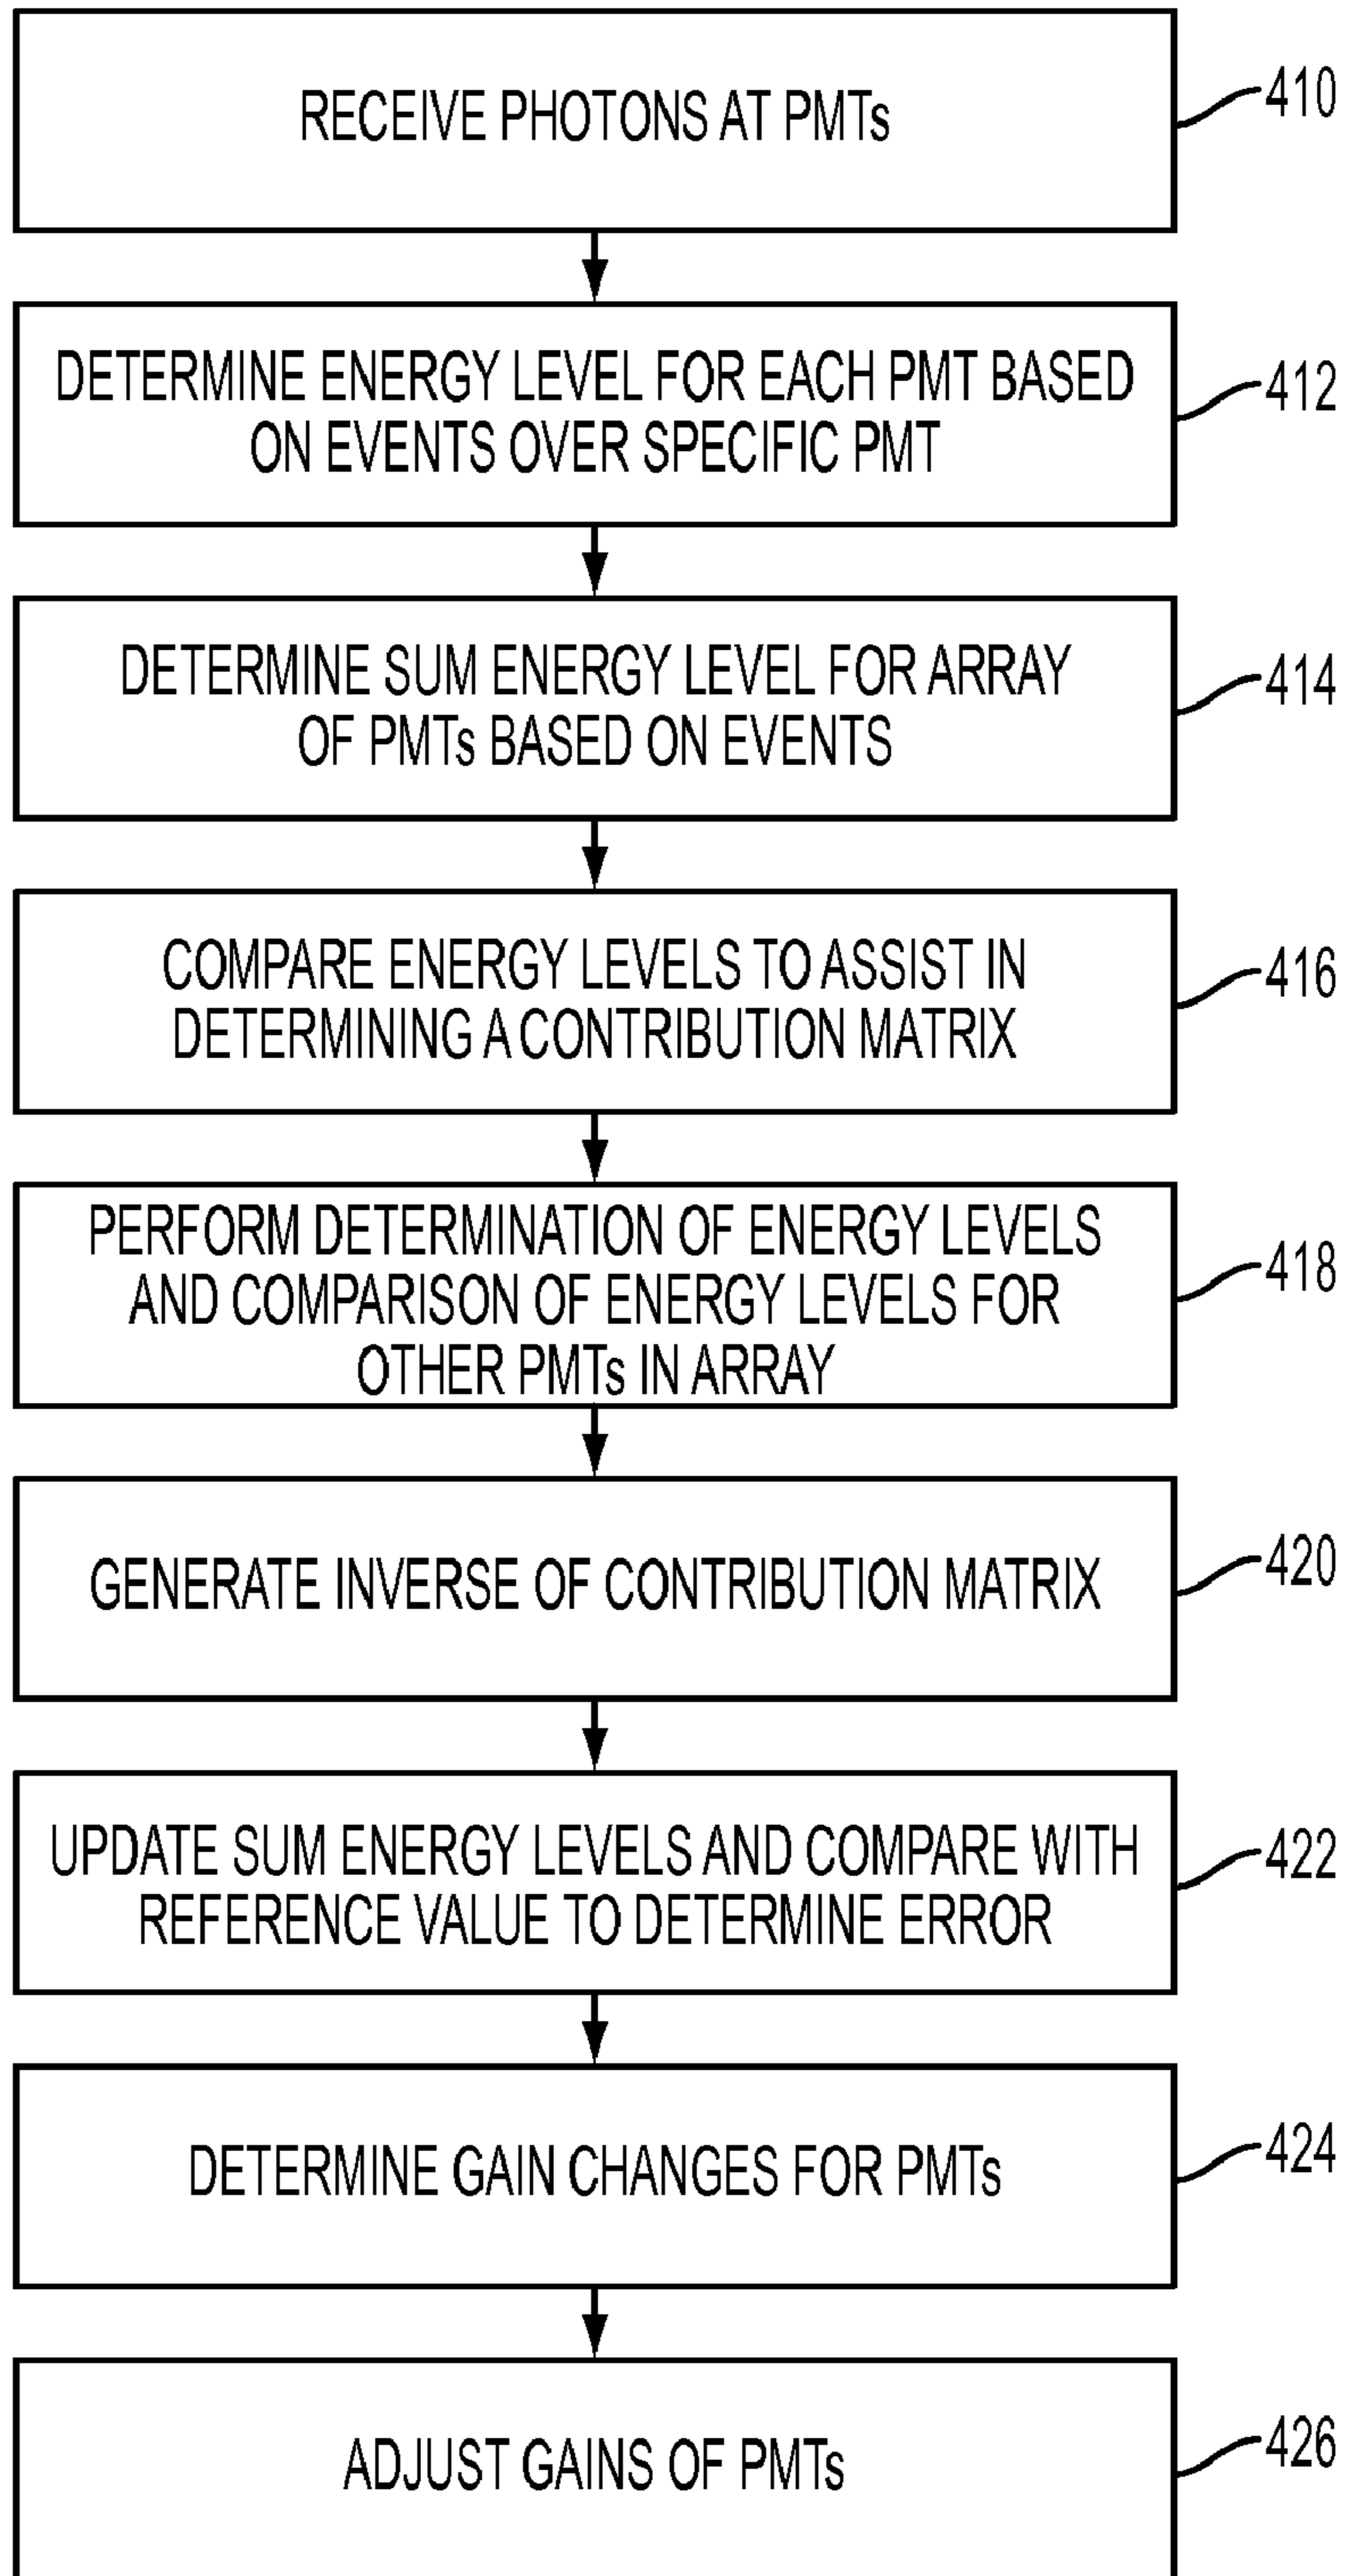 RECEIVE PHOTONS AT PMTs
410
DETERMINE ENERGY LEVEL FOR EACH PMT BASED
ON EVENTS OVER SPECIFIC PMT
412
DETERMINE SUM ENERGY LEVEL FOR ARRAY
OF PMTs BASED ON EVENTS
414
COMPARE ENERGY LEVELS TO ASSIST IN
DETERMINING A CONTRIBUTION MATRIX
416
PERFORM DETERMINATION OF ENERGY LEVELS
AND COMPARISON OF ENERGY LEVELS FOR
OTHER PMTs IN ARRAY
418
GENERATE INVERSE OF CONTRIBUTION MATRIX
420
UPDATE SUM ENERGY LEVELS AND COMPARE WITH
REFERENCE VALUE TO DETERMINE ERROR
422
DETERMINE GAIN CHANGES FOR PMTs
424
ADJUST GAINS OF PMTs
426